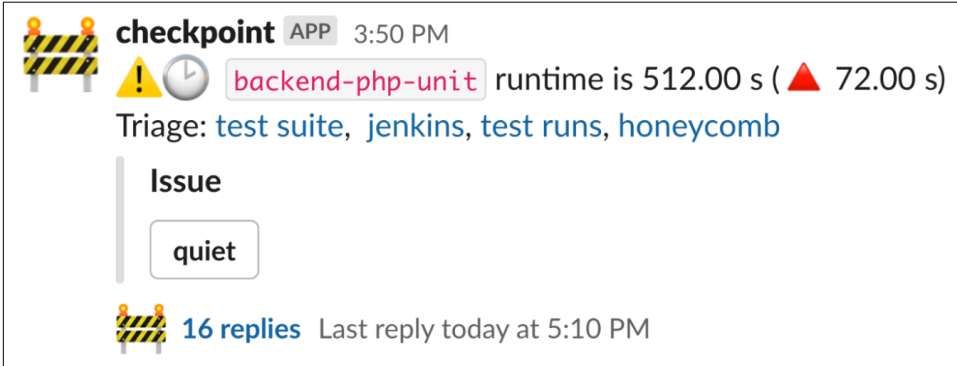 checkpoint APP 3:50 PM
backend-php-unit runtime is 512.00 s ( 🔺 72.00 s)
Triage: test suite, jenkins, test runs, honeycomb
Issue
quiet
16 replies Last reply today at 5:10 PM